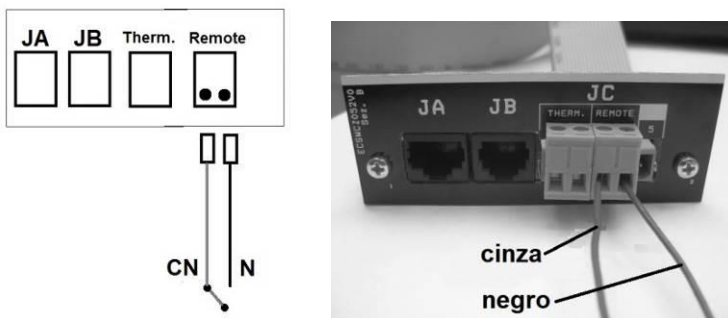 JA JB Therm. Remote
CN N
JA JB JC
THERM. REMOTE
5
cinza
negro